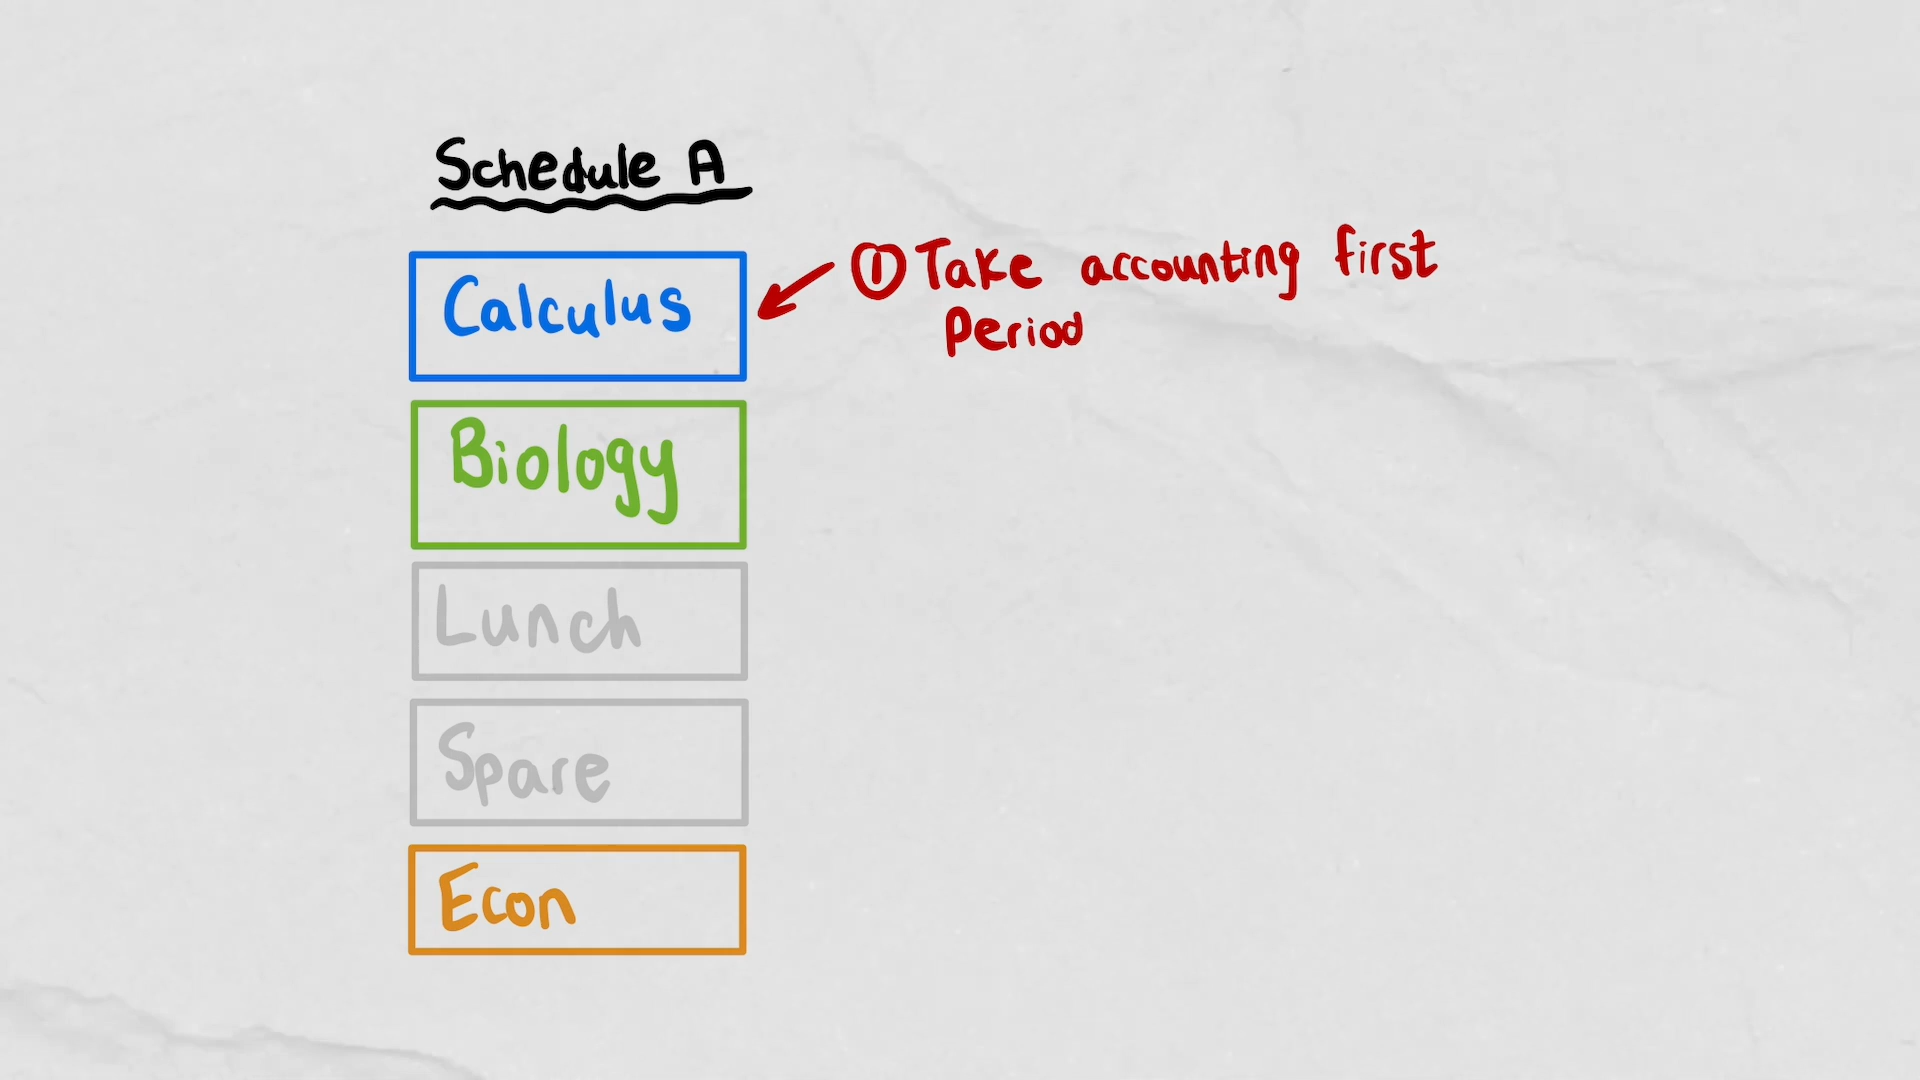 Schedule A
① Take accounting first
Period
Calculus
Biology
Lunch
Spare
Econ